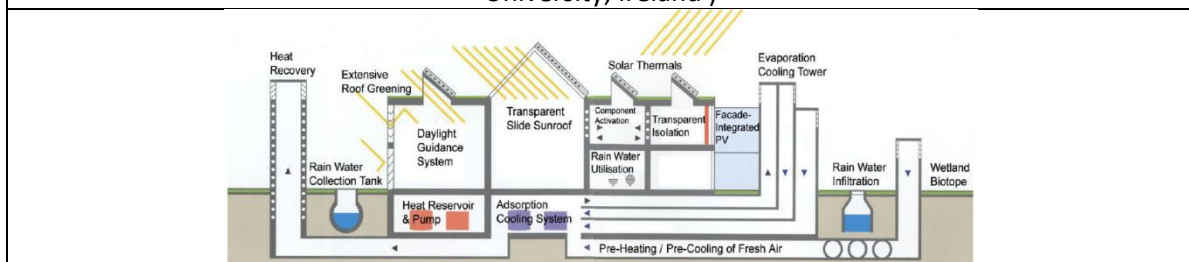 University, Ireland /
Heat
Recovery
Extensive
Roof Greening
Solar Thermals
Evaporation
Cooling Tower
Transparent
Slide Sunroof
Component
Activation
Transparent
Isolation
Facade-
Integrated
PV
Daylight
Guidance
System
Rain Water
Collection Tank
Rain Water
Utilisation
Rain Water
Infiltration
Wetland
Biotope
Heat Reservoir
& Pump
Adsorption
Cooling System
Pre-Heating / Pre-Cooling of Fresh Air